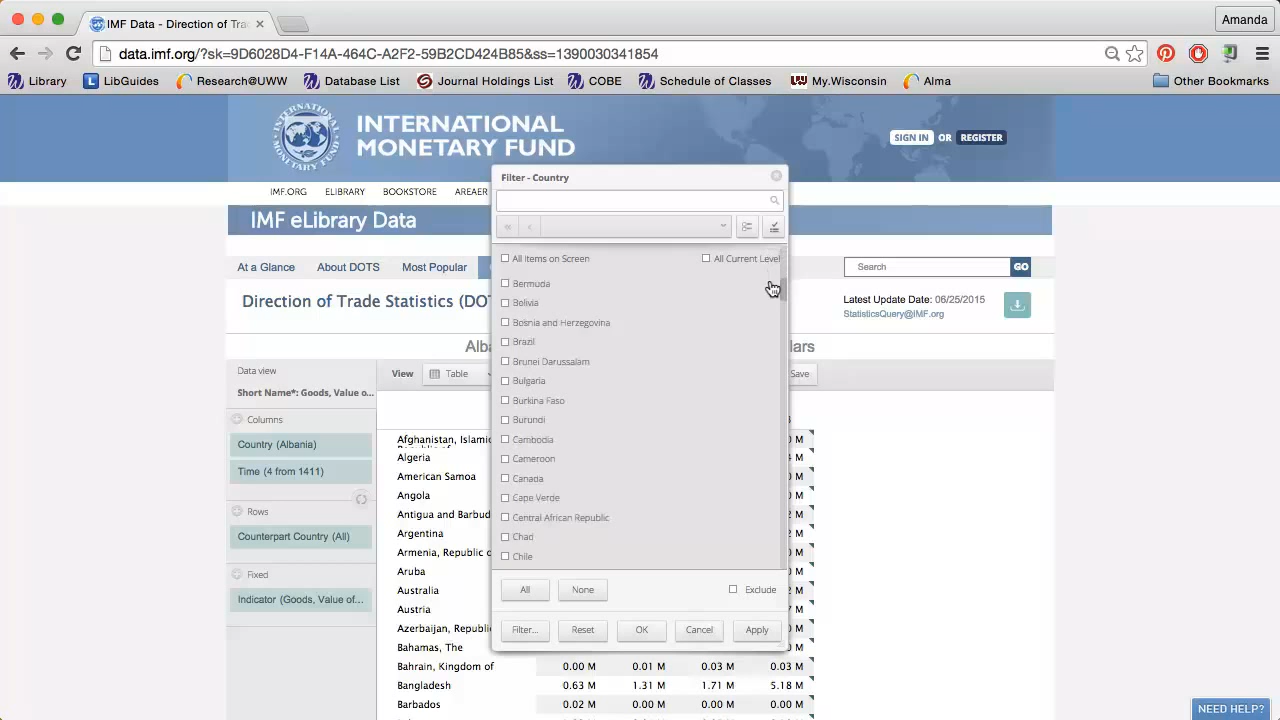 IMF Data - Direction of Tra
Amanda
data.imf.org/?sk=9D6028D4-F14A-464C-A2F2-59B2CD424B85&ss=1390030341854
Library
LibGuides
Research@UWW
Database List
Journal Holdings List
COBE
Schedule of Classes
My.Wisconsin
Alma
Other Bookmarks
INTERNATIONAL
MONETARY FUND
SIGN IN OR REGISTER
IMF.ORG
ELIBRARY
BOOKSTORE
AREAER
IMF eLibrary Data
At a Glance
About DOTS
Most Popular
Search
GO
Direction of Trade Statistics (DOT
Latest Update Date: 06/25/2015
StatisticsQuery@IMF.org
Alba
lars
Data view
Short Name*: Goods, Value o...
View
Table
Save
Columns
Country (Albania)
Time (4 from 1411)
Rows
Counterpart Country (All)
Fixed
Indicator (Goods, Value of...
Filter - Country
All Items on Screen
All Current Level
Bermuda
Bolivia
Bosnia and Herzegovina
Brazil
Brunei Darussalam
Bulgaria
Burkina Faso
Burundi
Cambodia
Cameroon
Canada
Cape Verde
Central African Republic
Chad
Chile
All
None
Exclude
Filter...
Reset
OK
Cancel
Apply
Afghanistan, Islamic
Algeria
American Samoa
Angola
Antigua and Barbud
Argentina
Armenia, Republic o
Aruba
Australia
Austria
Azerbaijan, Republi
Bahamas, The
Bahrain, Kingdom of 0.00 M 0.01 M 0.03 M 0.03 M
Bangladesh 0.63 M 1.31 M 1.71 M 5.18 M
Barbados 0.02 M 0.00 M 0.00 M 0.00 M
NEED HELP?